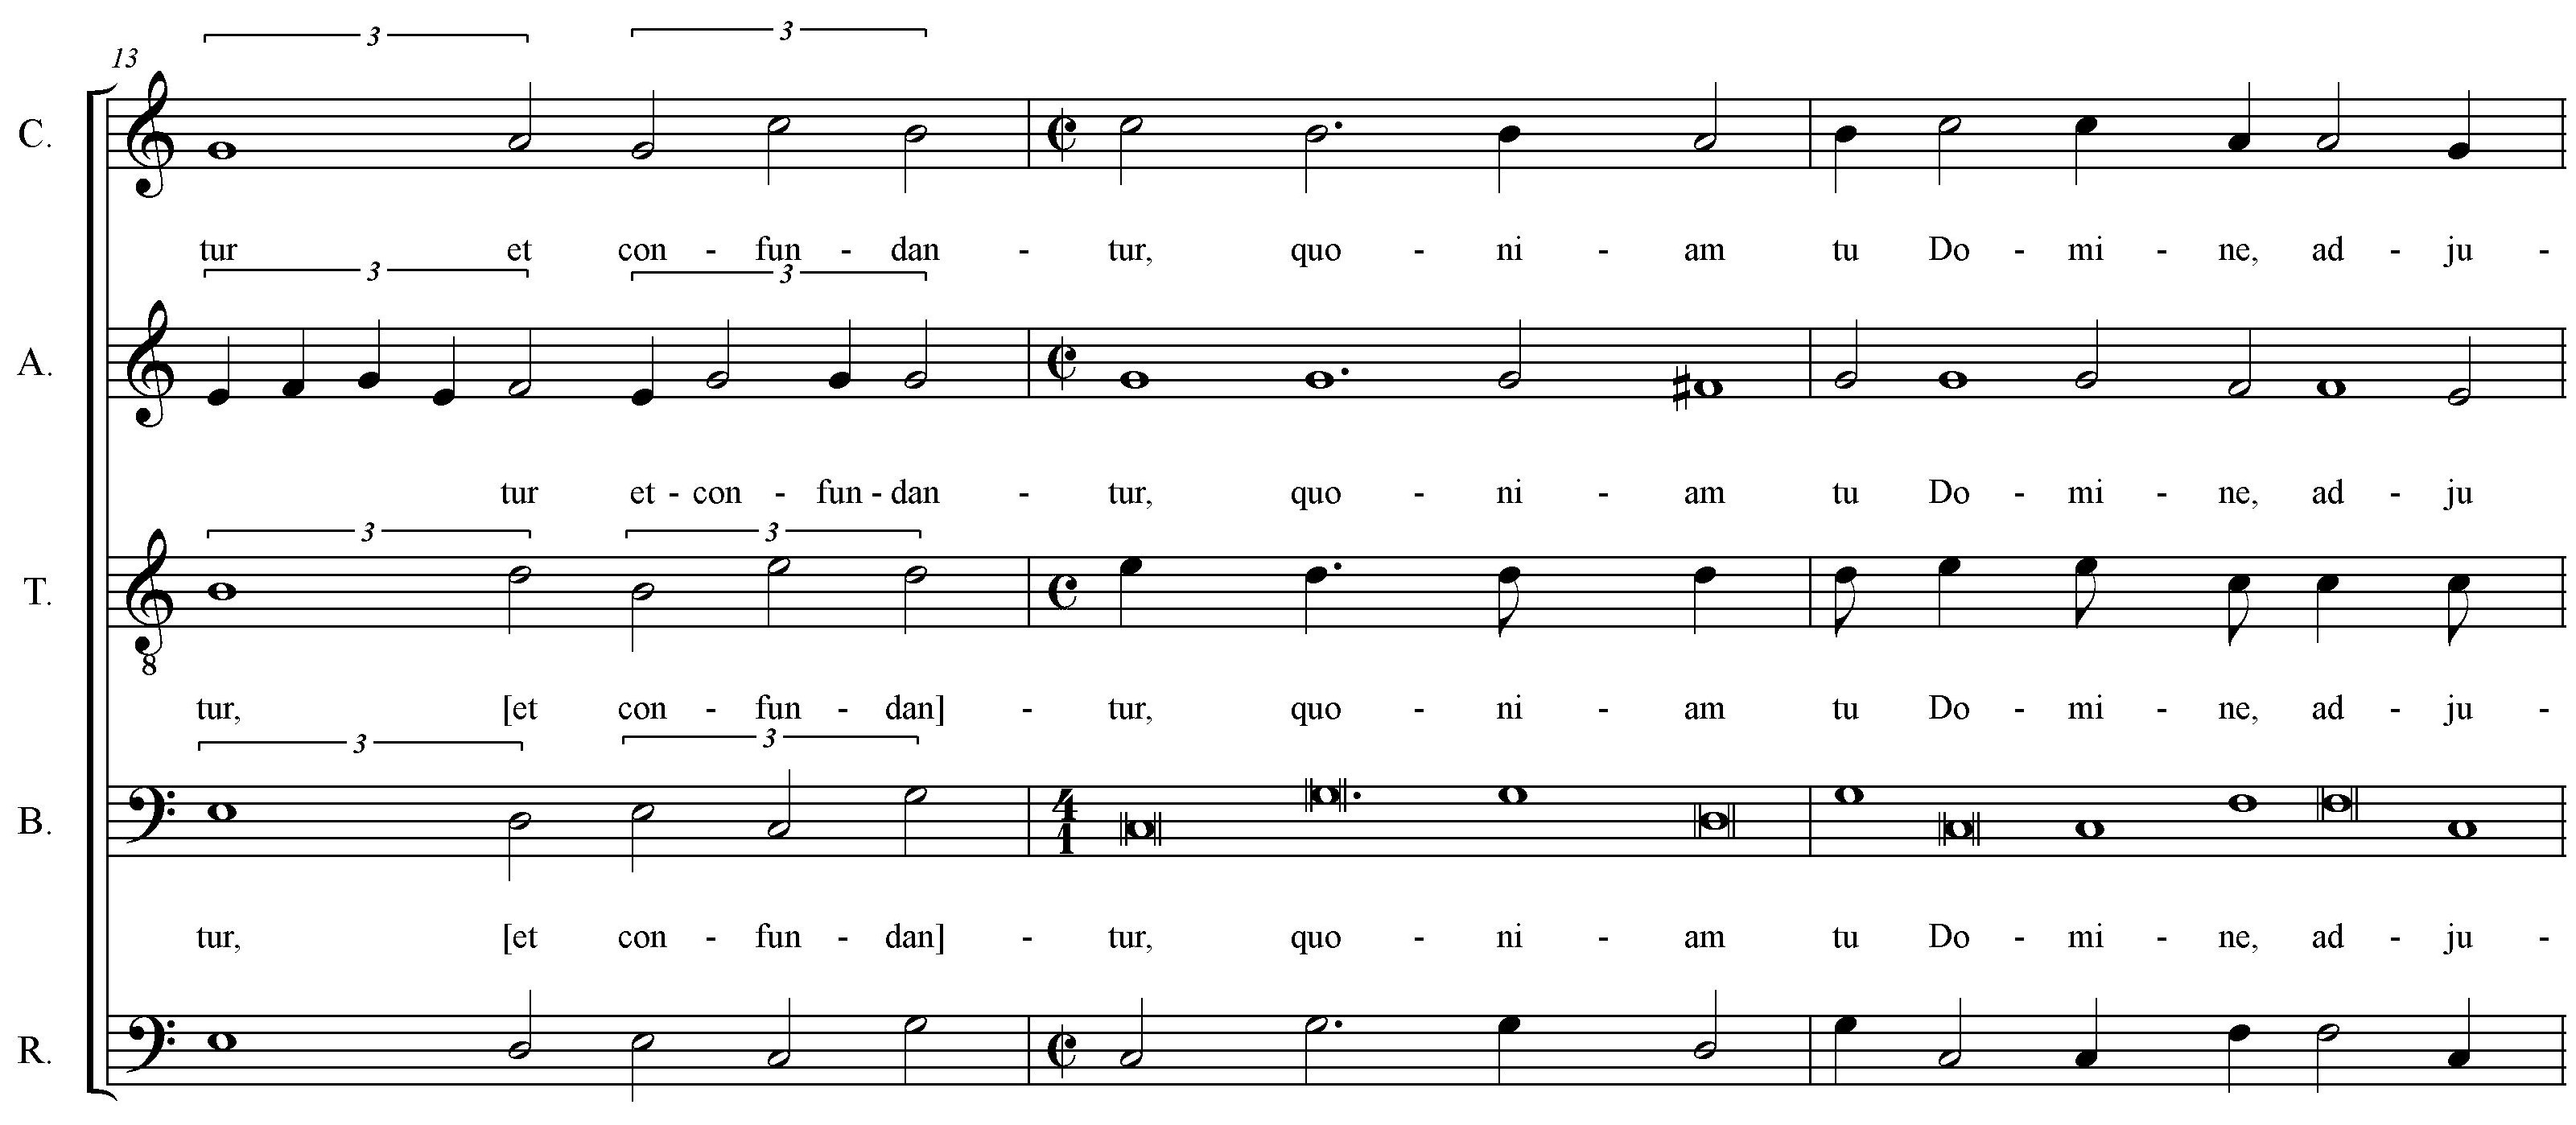 3 3
13
C.
tur et con - fun - dan - tur, quo - ni - am tu Do - mi - ne, ad - ju -
3 3
A.
tur et - con - fun - dan - tur, quo - ni - am tu Do - mi - ne, ad - ju
3 3
T.
8
tur, [et con - fun - dan] - tur, quo - ni - am tu Do - mi - ne, ad - ju -
3 3
B.
4
1
tur, [et con - fun - dan] - tur, quo - ni - am tu Do - mi - ne, ad - ju -
R.